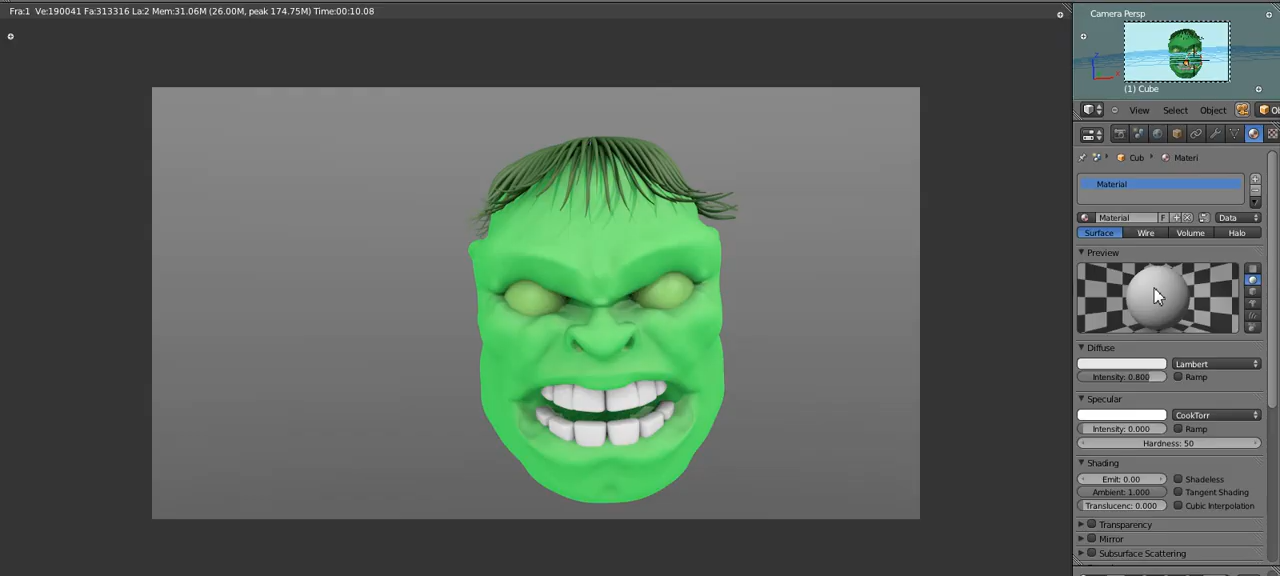 Fra:1 Ve:190041 Fa:313316 La:2 Mem:31.06M (26.00M, peak 174.75M) Time:00:10.08
Camera Persp
(1) Cube
View Select Object
Cub Materi
Material
Material F Data
Surface Wire Volume Halo
Preview
Diffuse
Lambert
Intensity: 0.800 Ramp
Specular
CookTorr
Intensity: 0.000 Ramp
Hardness: 50
Shading
Emit: 0.00 Shadeless
Ambient: 1.000 Tangent Shading
Translucenc: 0.000 Cubic Interpolation
Transparency
Mirror
Subsurface Scattering